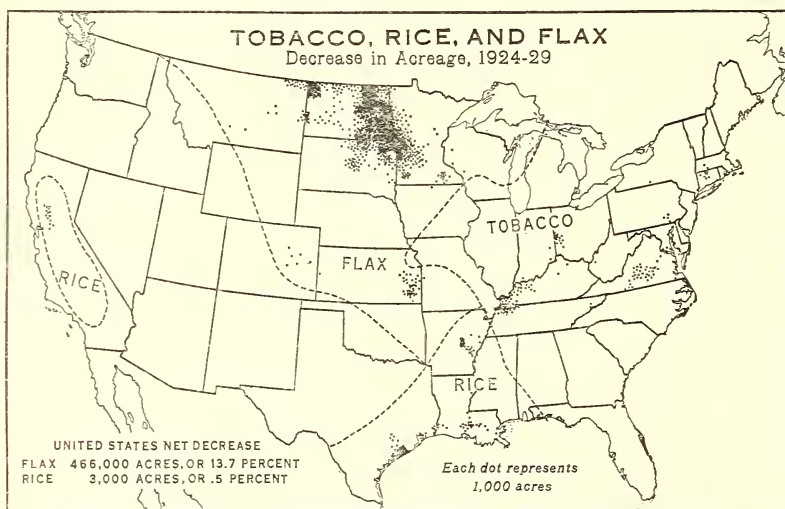 TOBACCO, RICE, AND FLAX
Decrease in Acreage, 1924-29
TOBACCO
FLAX
RICE
RICE
UNITED STATES NET DECREASE
FLAX 466,000 ACRES, OR 13.7 PERCENT
RICE 3,000 ACRES, OR .5 PERCENT
Each dot represents
1,000 acres